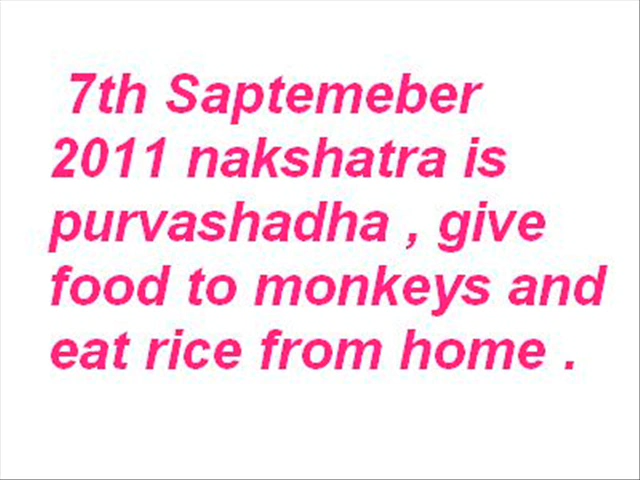 7th Saptemeber
2011 nakshatra is
purvashadha , give
food to monkeys and
eat rice from home .